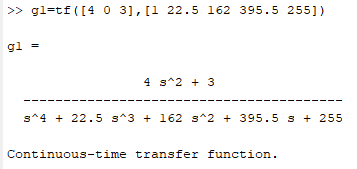 >> g1=tf([4 0 3],[1 22.5 162 395.5 255])
g1 =
4 s^2 + 3
----------------------------------------
s^4 + 22.5 s^3 + 162 s^2 + 395.5 s + 255
Continuous-time transfer function.